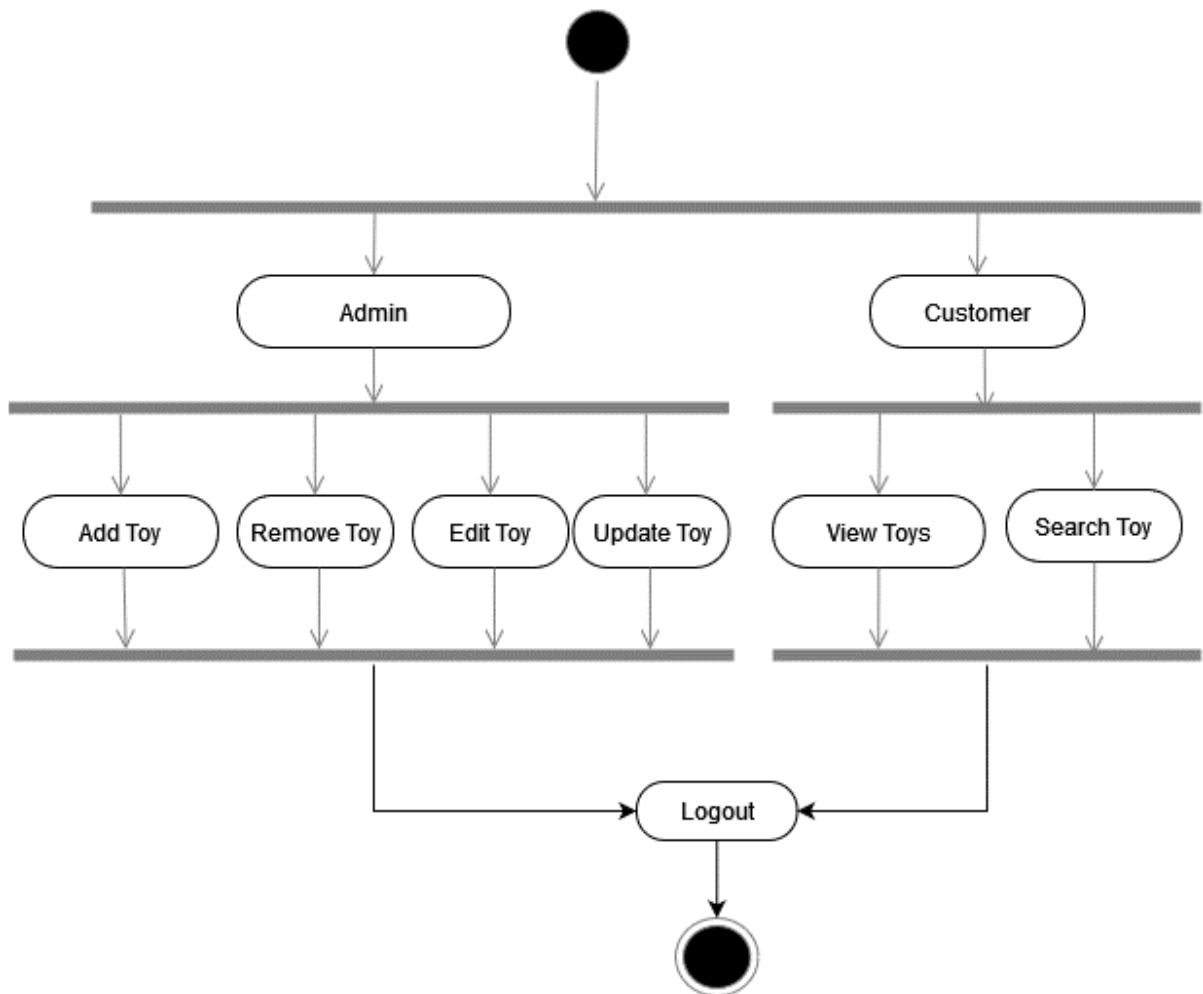 Admin
Customer
Add Toy
Remove Toy
Edit Toy
Update Toy
View Toys
Search Toy
Logout